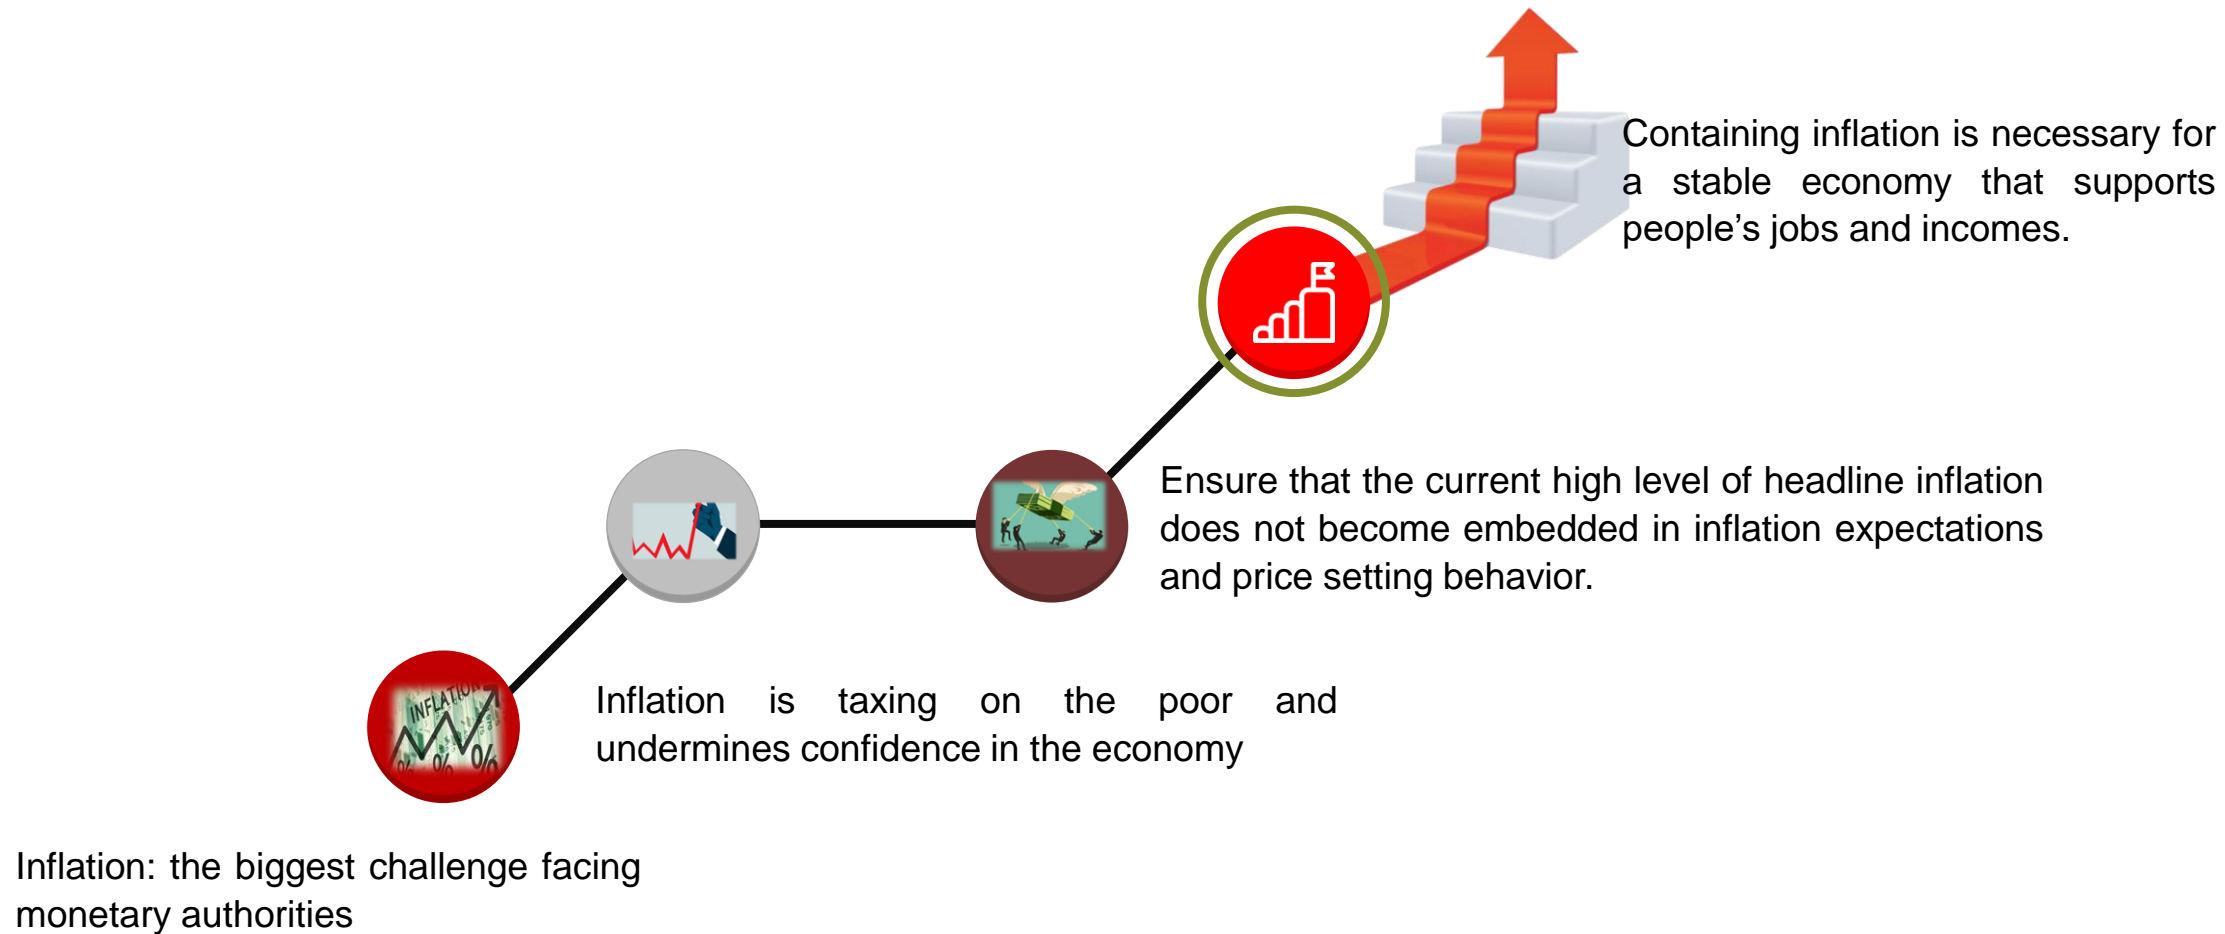 Containing inflation is necessary for
a stable economy that supports
people’s jobs and incomes.
Ensure that the current high level of headline inflation
does not become embedded in inflation expectations
and price setting behavior.
INFLATION
%
%
%
Inflation is taxing on the poor and
undermines confidence in the economy
Inflation: the biggest challenge facing
monetary authorities